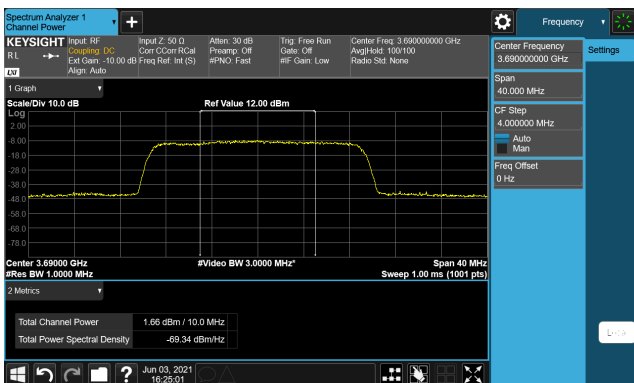 Spectrum Analyzer 1
Channel Power
Frequency
KEYSIGHT
R L
LXI
Input: RF
Coupling: DC
Ext Gain: -10.00 dB
Align: Auto
Input Z: 50 Ω
Corr CCorr RCal
Freq Ref: Int (S)
Atten: 30 dB
Preamp: Off
#PNO: Fast
Trig: Free Run
Gate: Off
#IF Gain: Low
Center Freq: 3.690000000 GHz
Avg|Hold: 100/100
Radio Std: None
Center Frequency
3.690000000 GHz
Settings
Span
40.000 MHz
CF Step
4.000000 MHz
Auto
Man
Freq Offset
0 Hz
1 Graph
Scale/Div 10.0 dB
Ref Value 12.00 dBm
Log
2.00
-8.00
-18.0
-28.0
-38.0
-48.0
-58.0
-68.0
-78.0
Center 3.69000 GHz
#Video BW 3.0000 MHz*
Span 40 MHz
#Res BW 1.0000 MHz
Sweep 1.00 ms (1001 pts)
2 Metrics
Total Channel Power 1.66 dBm / 10.0 MHz
Total Power Spectral Density -69.34 dBm/Hz
?
Jun 03, 2021
16:25:01